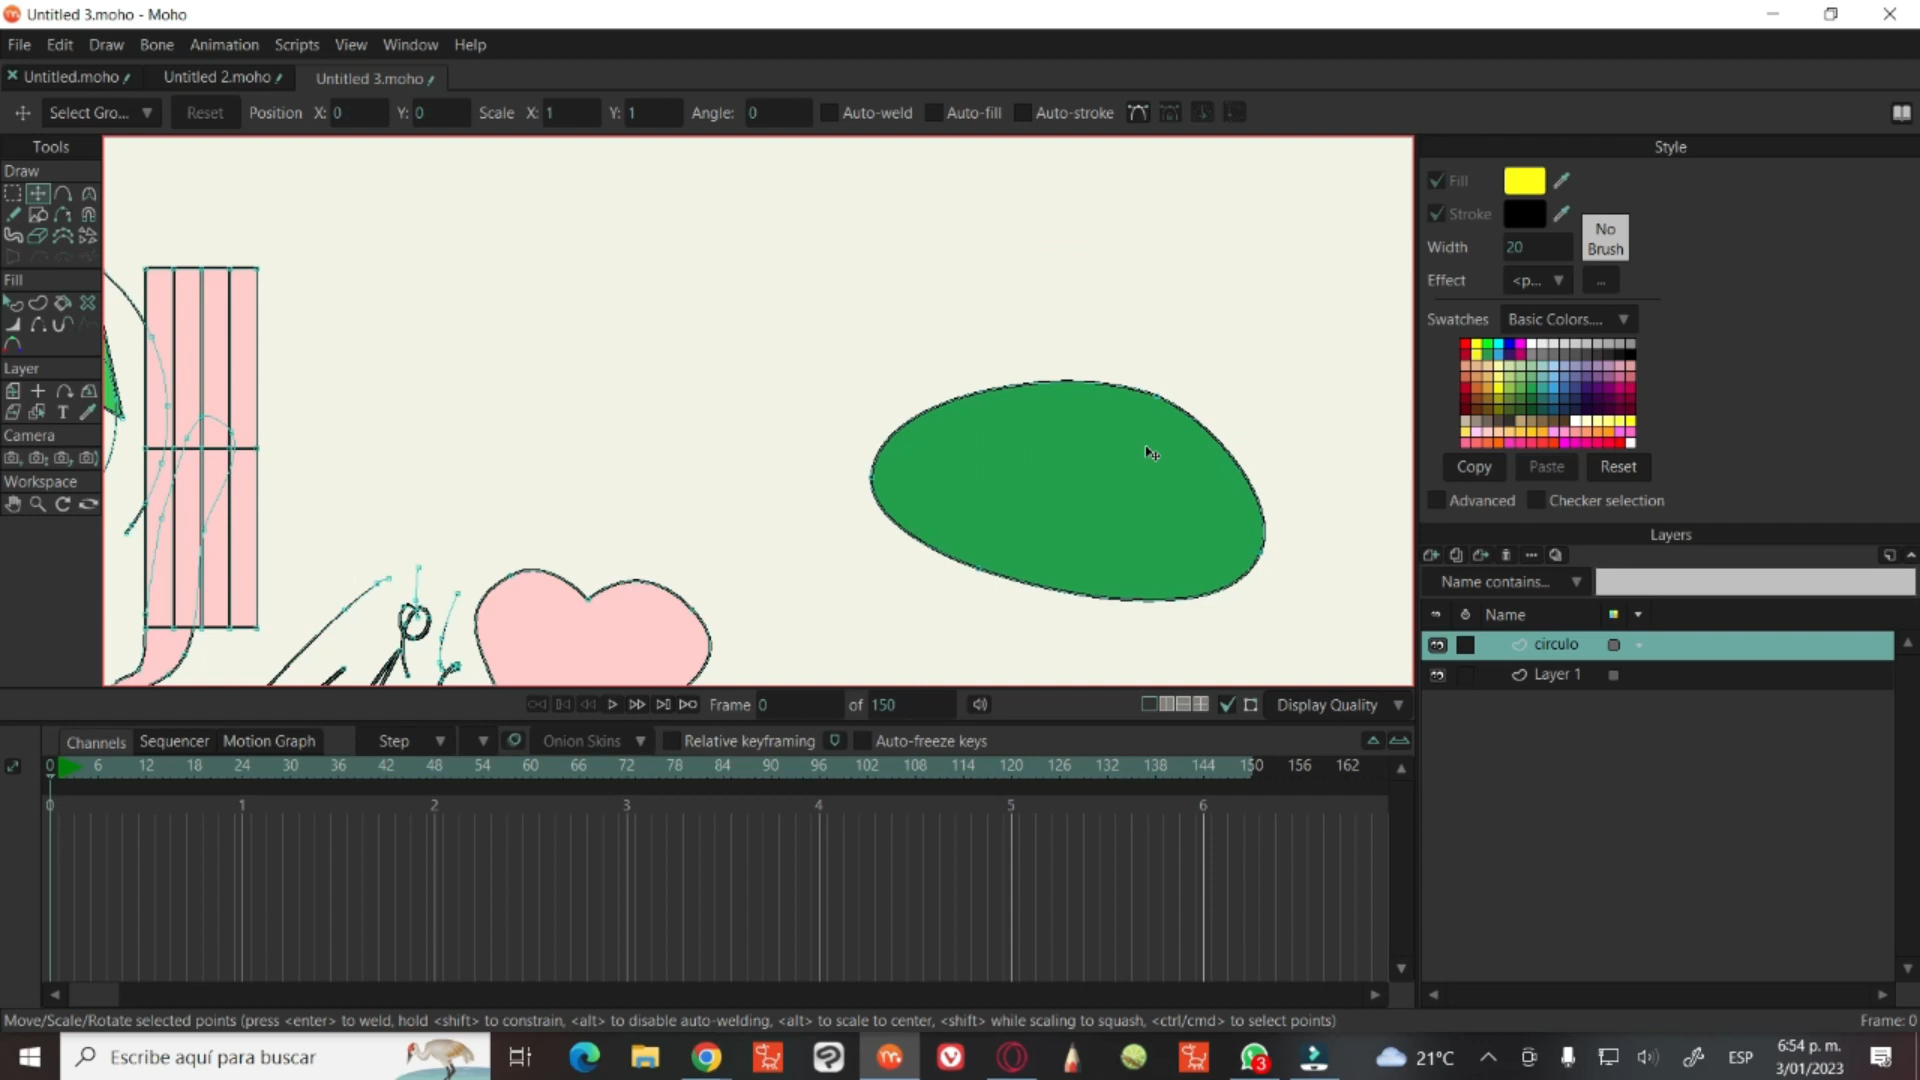 Untitled 3.moho - Moho
File Edit Draw Bone Animation Scripts View Window Help
Untitled.moho Untitled 2.moho Untitled 3.moho
Select Gro... Reset Position X: 0 Y: 0 Scale X: 1 Y: 1 Angle: 0 Auto-weld Auto-fill Auto-stroke
Tools
Draw
Fill
Layer
T
Camera
Workspace
Style
Fill
Stroke
No
Brush
Width 20
Effect <p... ...
Swatches Basic Colors....
Copy Paste Reset
Advanced Checker selection
Layers
Name contains...
Name
circulo
Layer 1
Frame 0 of 150 Display Quality
Channels Sequencer Motion Graph Step Onion Skins Relative keyframing Auto-freeze keys
0 6 12 18 24 30 36 42 48 54 60 66 72 78 84 90 96 102 108 114 120 126 132 138 144 150 156 162
0 1 2 3 4 5 6
Move/Scale/Rotate selected points (press <enter> to weld, hold <shift> to constrain, <alt> to disable auto-welding, <alt> to scale to center, <shift> while scaling to squash, <ctrl/cmd> to select points) Frame: 0
Escribe aquí para buscar
3
21°C
ESP
6:54 p. m.
3/01/2023